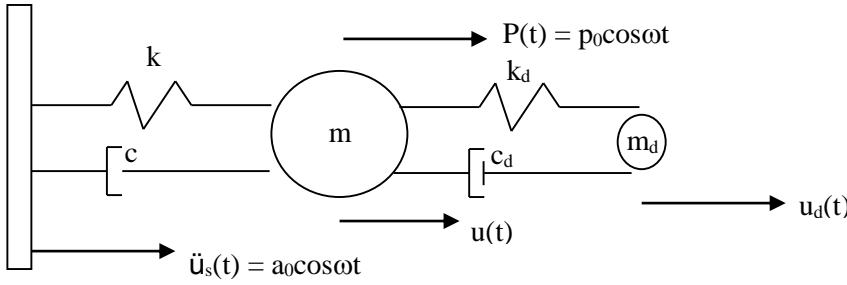 P(t) = p₀cosωt
k
k_d
m
m_d
c
c_d
u_d(t)
u(t)
ü_s(t) = a₀cosωt